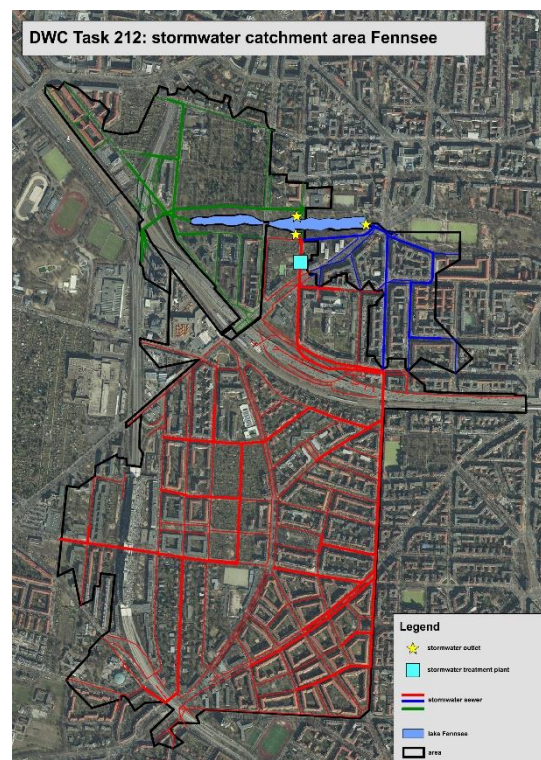 DWC Task 212: stormwater catchment area Fennsee
Legend
stormwater outlet
stormwater treatment plant
stormwater sewer
lake Fennsee
area